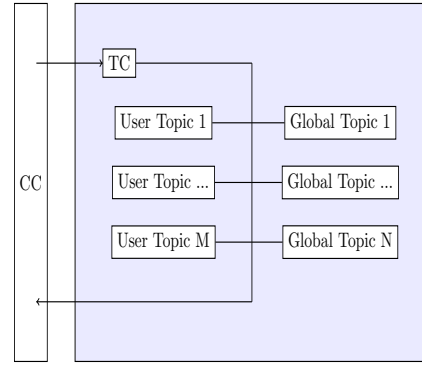 TC
User Topic 1
Global Topic 1
CC
User Topic ...
Global Topic ...
User Topic M
Global Topic N